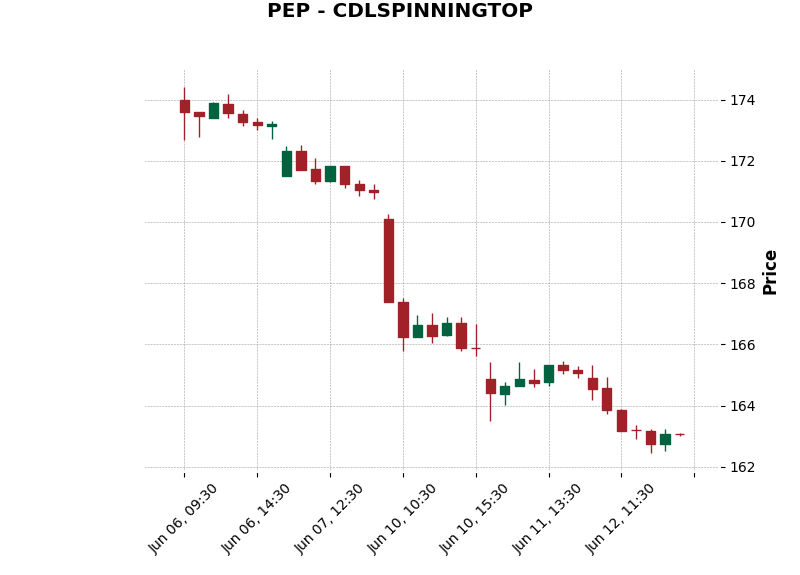 PEP - CDLSPINNINGTOP
174
172
170
168
166
164
162
Price
Jun 06, 09:30
Jun 06, 14:30
Jun 07, 12:30
Jun 10, 10:30
Jun 10, 15:30
Jun 11, 13:30
Jun 12, 11:30